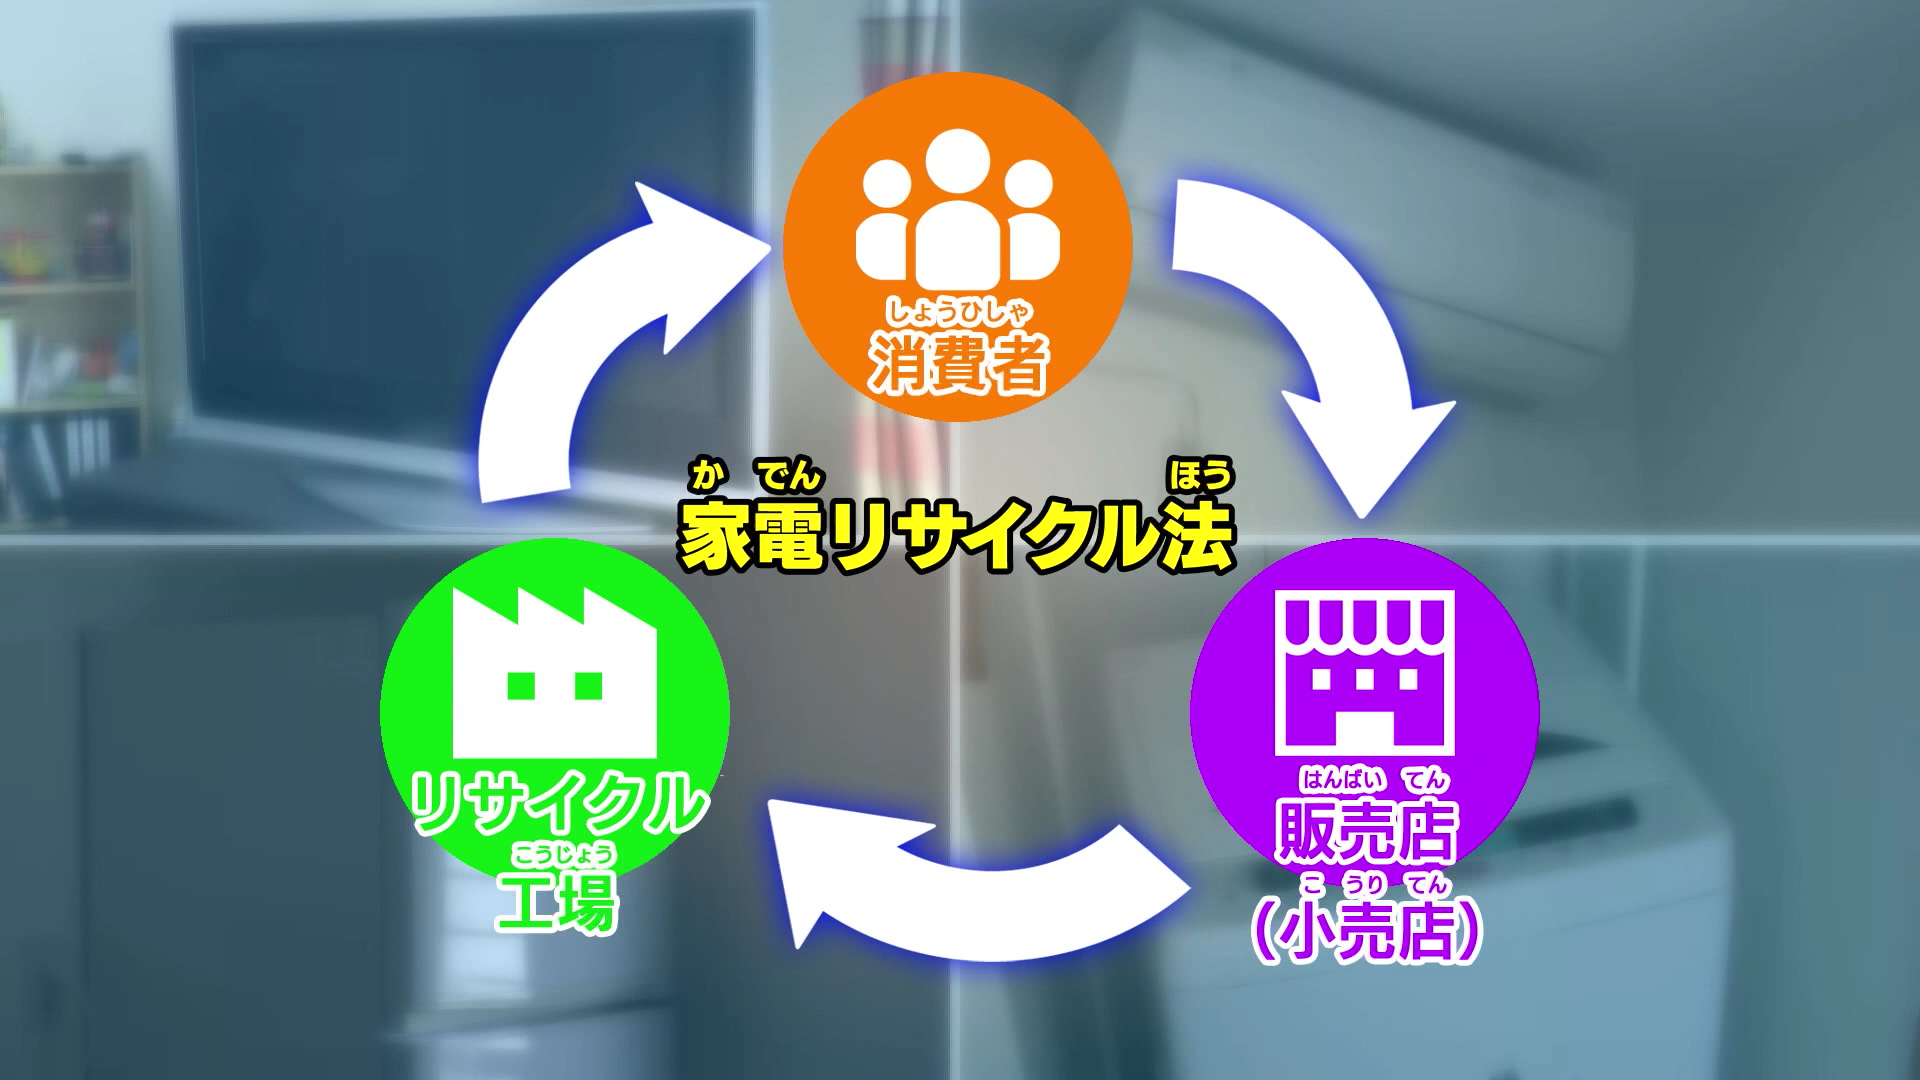 しょうひしゃ
消費者
か でん ほう
家電リサイクル法
リサイクル
こうじょう
工場
はんばい てん
販売店
こ うり てん
(小売店)